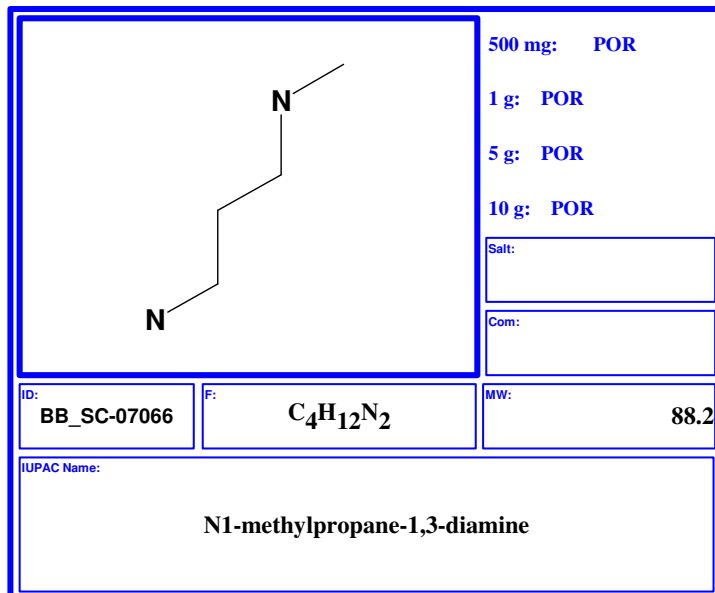 N
N
500 mg: POR
1 g: POR
5 g: POR
10 g: POR
Salt:
Com:
ID:
BB_SC-07066
F:
C4H12N2
MW:
88.2
IUPAC Name:
N1-methylpropane-1,3-diamine